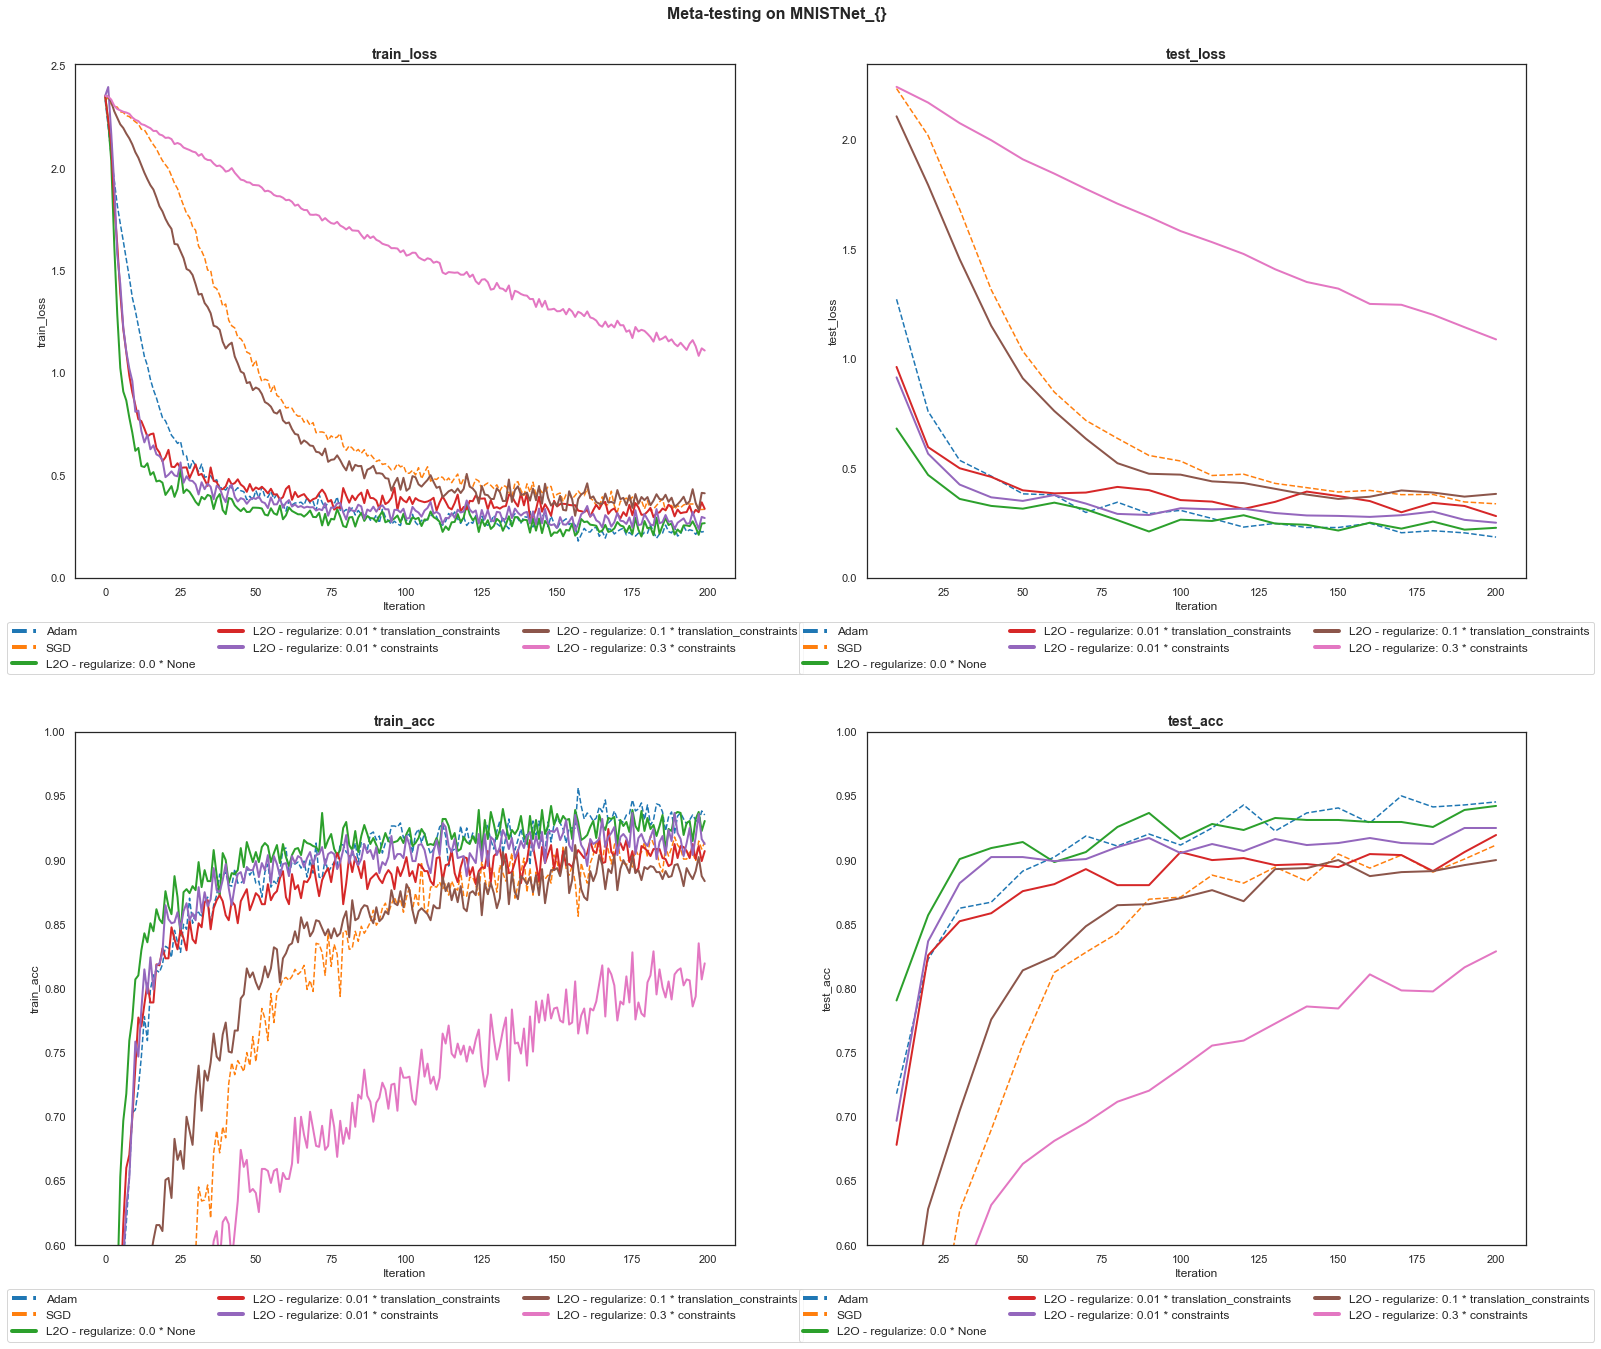 Meta-testing on MNISTNet_{}
train_loss
2.5
2.0
1.5
1.0
0.5
0.0
train_loss
0 25 50 75 100 125 150 175 200
Iteration
Adam L2O - regularize: 0.01 * translation_constraints L2O - regularize: 0.1 * translation_constraints
SGD L2O - regularize: 0.01 * constraints L2O - regularize: 0.3 * constraints
L2O - regularize: 0.0 * None
test_loss
2.0
1.5
1.0
0.5
0.0
test_loss
25 50 75 100 125 150 175 200
Iteration
Adam L2O - regularize: 0.01 * translation_constraints L2O - regularize: 0.1 * translation_constraints
SGD L2O - regularize: 0.01 * constraints L2O - regularize: 0.3 * constraints
L2O - regularize: 0.0 * None
train_acc
1.00
0.95
0.90
0.85
0.80
0.75
0.70
0.65
0.60
train_acc
0 25 50 75 100 125 150 175 200
Iteration
Adam L2O - regularize: 0.01 * translation_constraints L2O - regularize: 0.1 * translation_constraints
SGD L2O - regularize: 0.01 * constraints L2O - regularize: 0.3 * constraints
L2O - regularize: 0.0 * None
test_acc
1.00
0.95
0.90
0.85
0.80
0.75
0.70
0.65
0.60
test_acc
25 50 75 100 125 150 175 200
Iteration
Adam L2O - regularize: 0.01 * translation_constraints L2O - regularize: 0.1 * translation_constraints
SGD L2O - regularize: 0.01 * constraints L2O - regularize: 0.3 * constraints
L2O - regularize: 0.0 * None